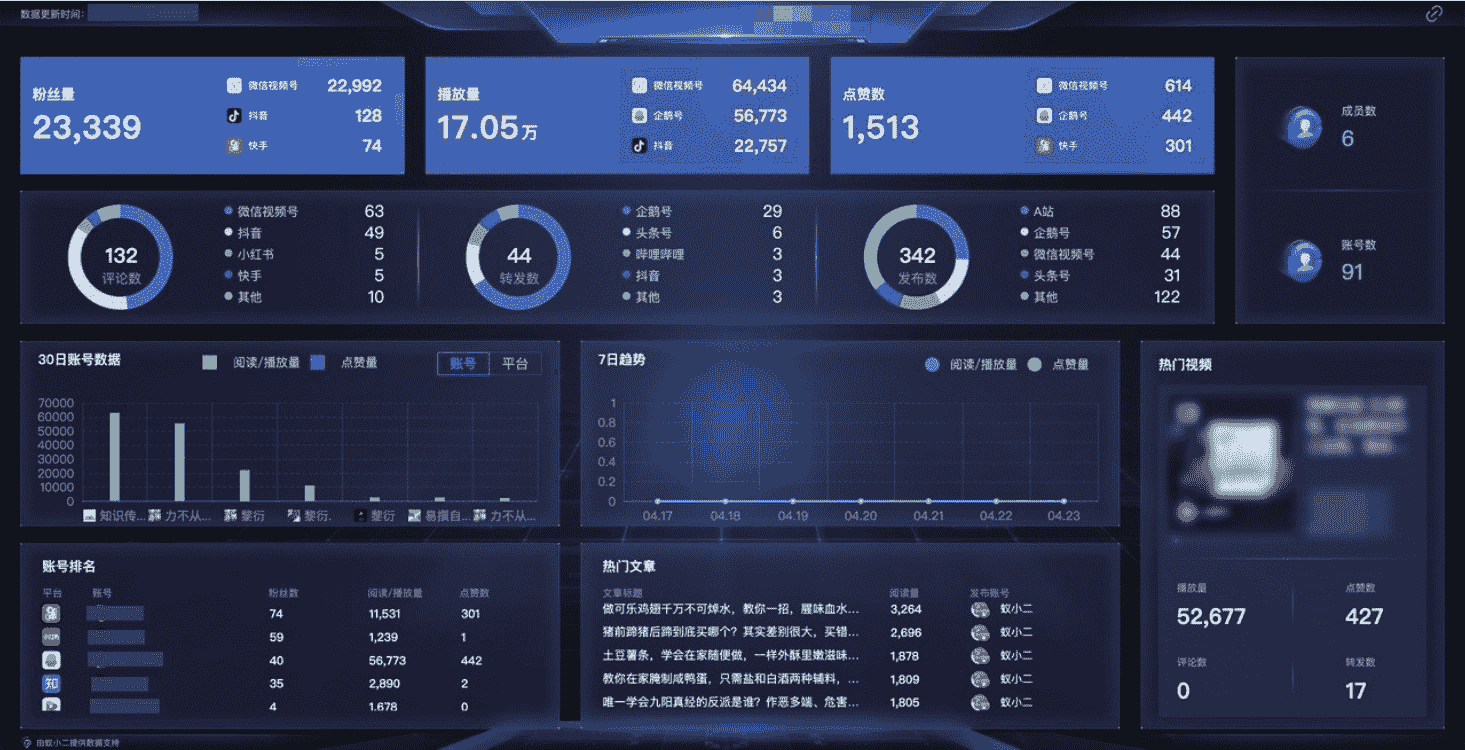 数据更新时间:
粉丝量
23,339
微信视频号 22,992
抖音 128
快手 74
播放量
17.05万
微信视频号 64,434
企鹅号 56,773
抖音 22,757
点赞数
1,513
微信视频号 614
企鹅号 442
快手 301
成员数
6
账号数
91
132
评论数
微信视频号 63
抖音 49
小红书 5
快手 5
其他 10
44
转发数
企鹅号 29
头条号 6
哔哩哔哩 3
抖音 3
其他 3
342
发布数
A站 88
企鹅号 57
微信视频号 44
头条号 31
其他 122
30日账号数据 阅读/播放量 点赞量 账号 平台
70000
60000
50000
40000
30000
20000
10000
0
知识传... 力不从... 黎衍 黎衍. 黎衍 易撰自... 力不从...
7日趋势 阅读/播放量 点赞量
1
0.8
0.6
0.4
0.2
0
04.17 04.18 04.19 04.20 04.21 04.22 04.23
热门视频
播放量 点赞数
52,677 427
评论数 转发数
0 17
账号排名
平台 账号 粉丝数 阅读/播放量 点赞数
74 11,531 301
59 1,239 1
40 56,773 442
知 35 2,890 2
4 1,678 0
热门文章
文章标题 阅读量 发布账号
做可乐鸡翅千万不可焯水，教你一招，腥味血水... 3,264 蚁小二
猪前蹄猪后蹄到底买哪个？其实差别很大，买错... 2,696 蚁小二
土豆薯条，学会在家随便做，一样外酥里嫩滋味... 1,878 蚁小二
教你在家腌制咸鸭蛋，只需盐和白酒两种辅料，... 1,809 蚁小二
唯一学会九阳真经的反派是谁？作恶多端、危害... 1,805 蚁小二
由蚁小二提供数据支持